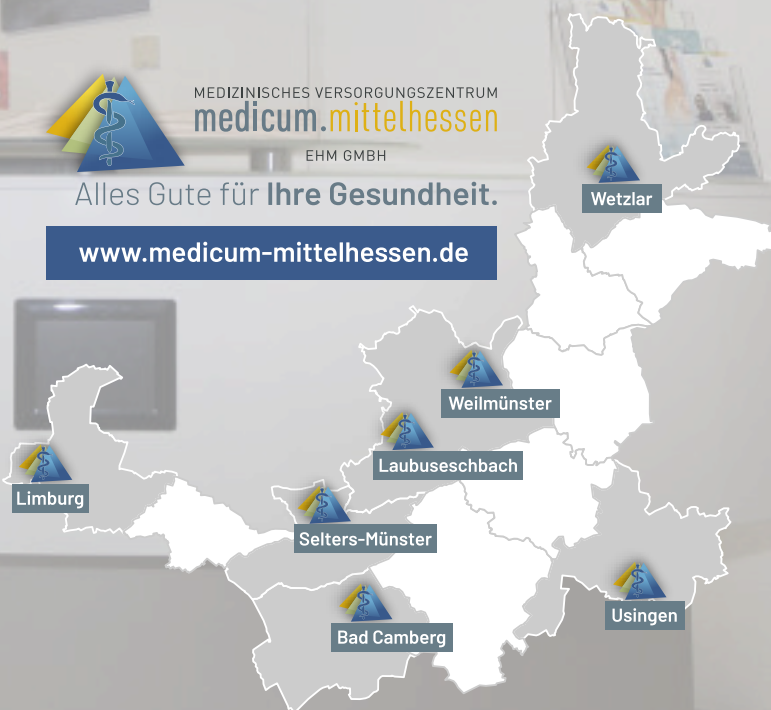 MEDIZINISCHES VERSORGUNGSZENTRUM
medicum.mittelhessen
EHM GMBH
Alles Gute für Ihre Gesundheit.
www.medicum-mittelhessen.de
Wetzlar
Weilmünster
Laubuseschbach
Limburg
Selters-Münster
Usingen
Bad Camberg